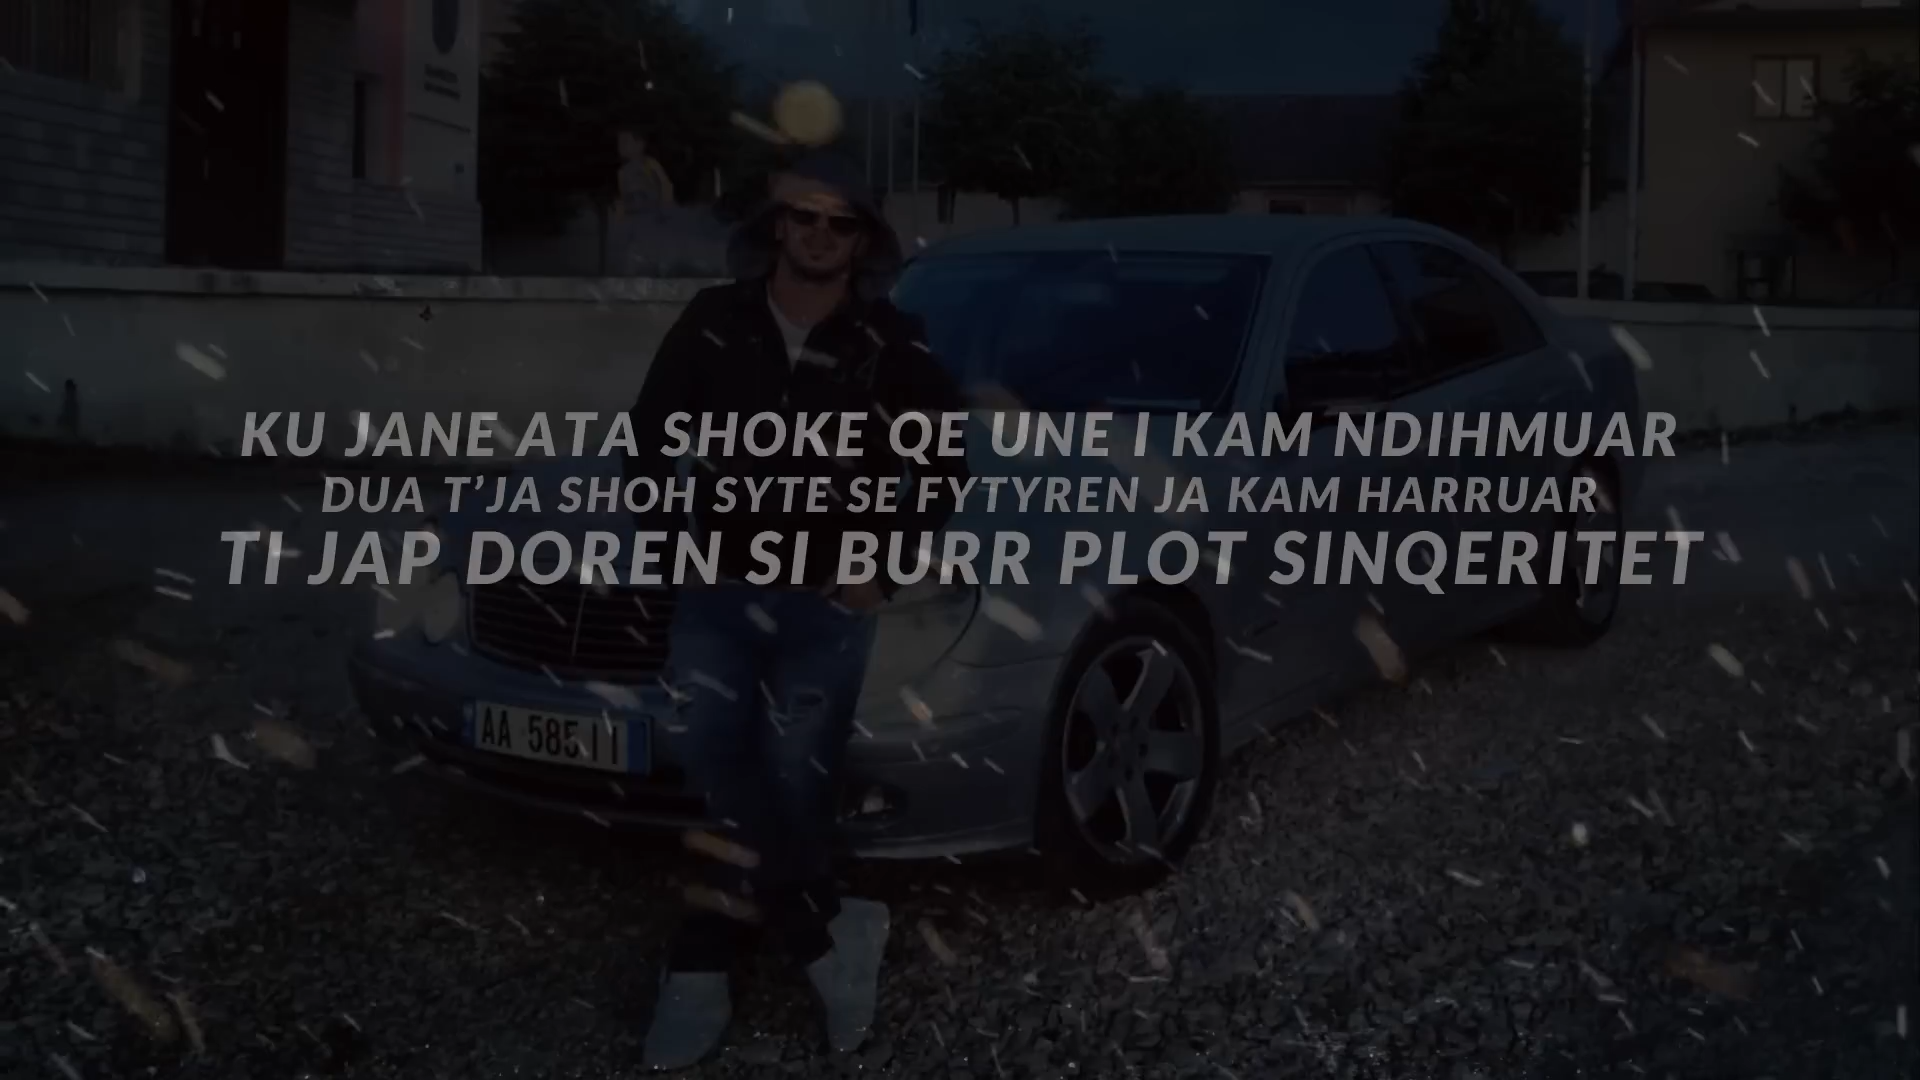 KU JANE ATA SHOKE QE UNE I KAM NDIHMUAR
DUA T’JA SHOH SYTE SE FYTYREN JA KAM HARRUAR
TI JAP DOREN SI BURR PLOT SINQERITET
AA 585 II